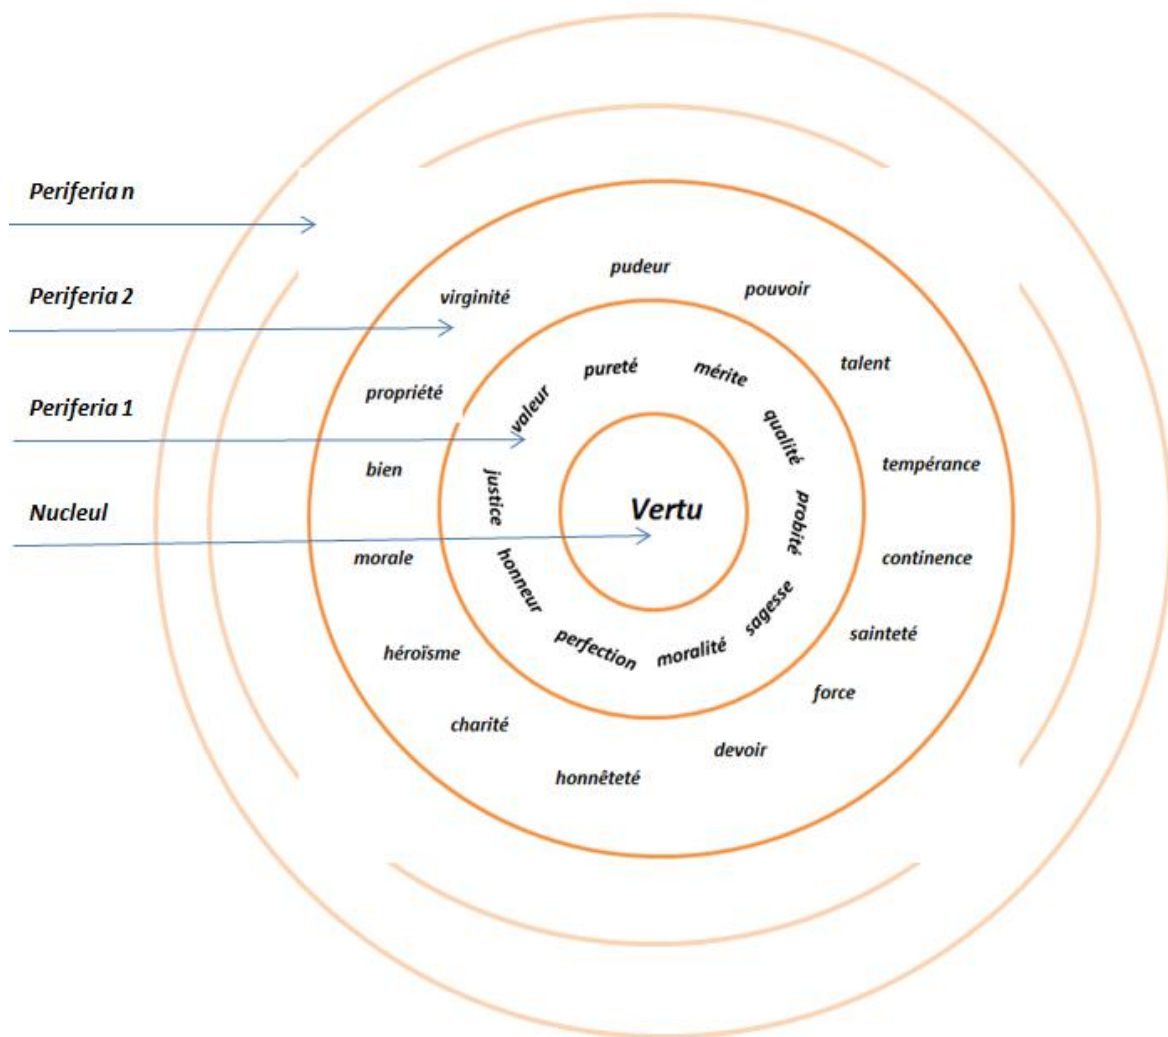 Periferia n
Periferia 2
Periferia 1
Nucleul
pudeur
pouvoir
virginité
talent
propriété
tempérance
bien
continence
morale
sainteté
héroïsme
force
charité
devoir
honnêteté
pureté
mérite
valeur
qualité
justice
probité
honneur
sagesse
perfection
moralité
Vertu